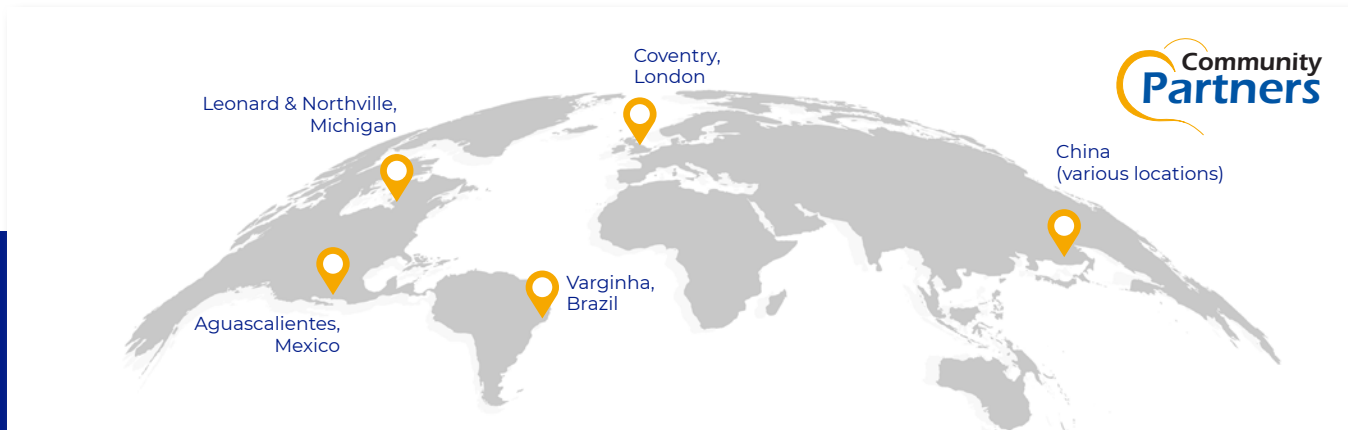 Coventry,
London
Community
Partners
Leonard & Northville,
Michigan
China
(various locations)
Varginha,
Brazil
Aguascalientes,
Mexico